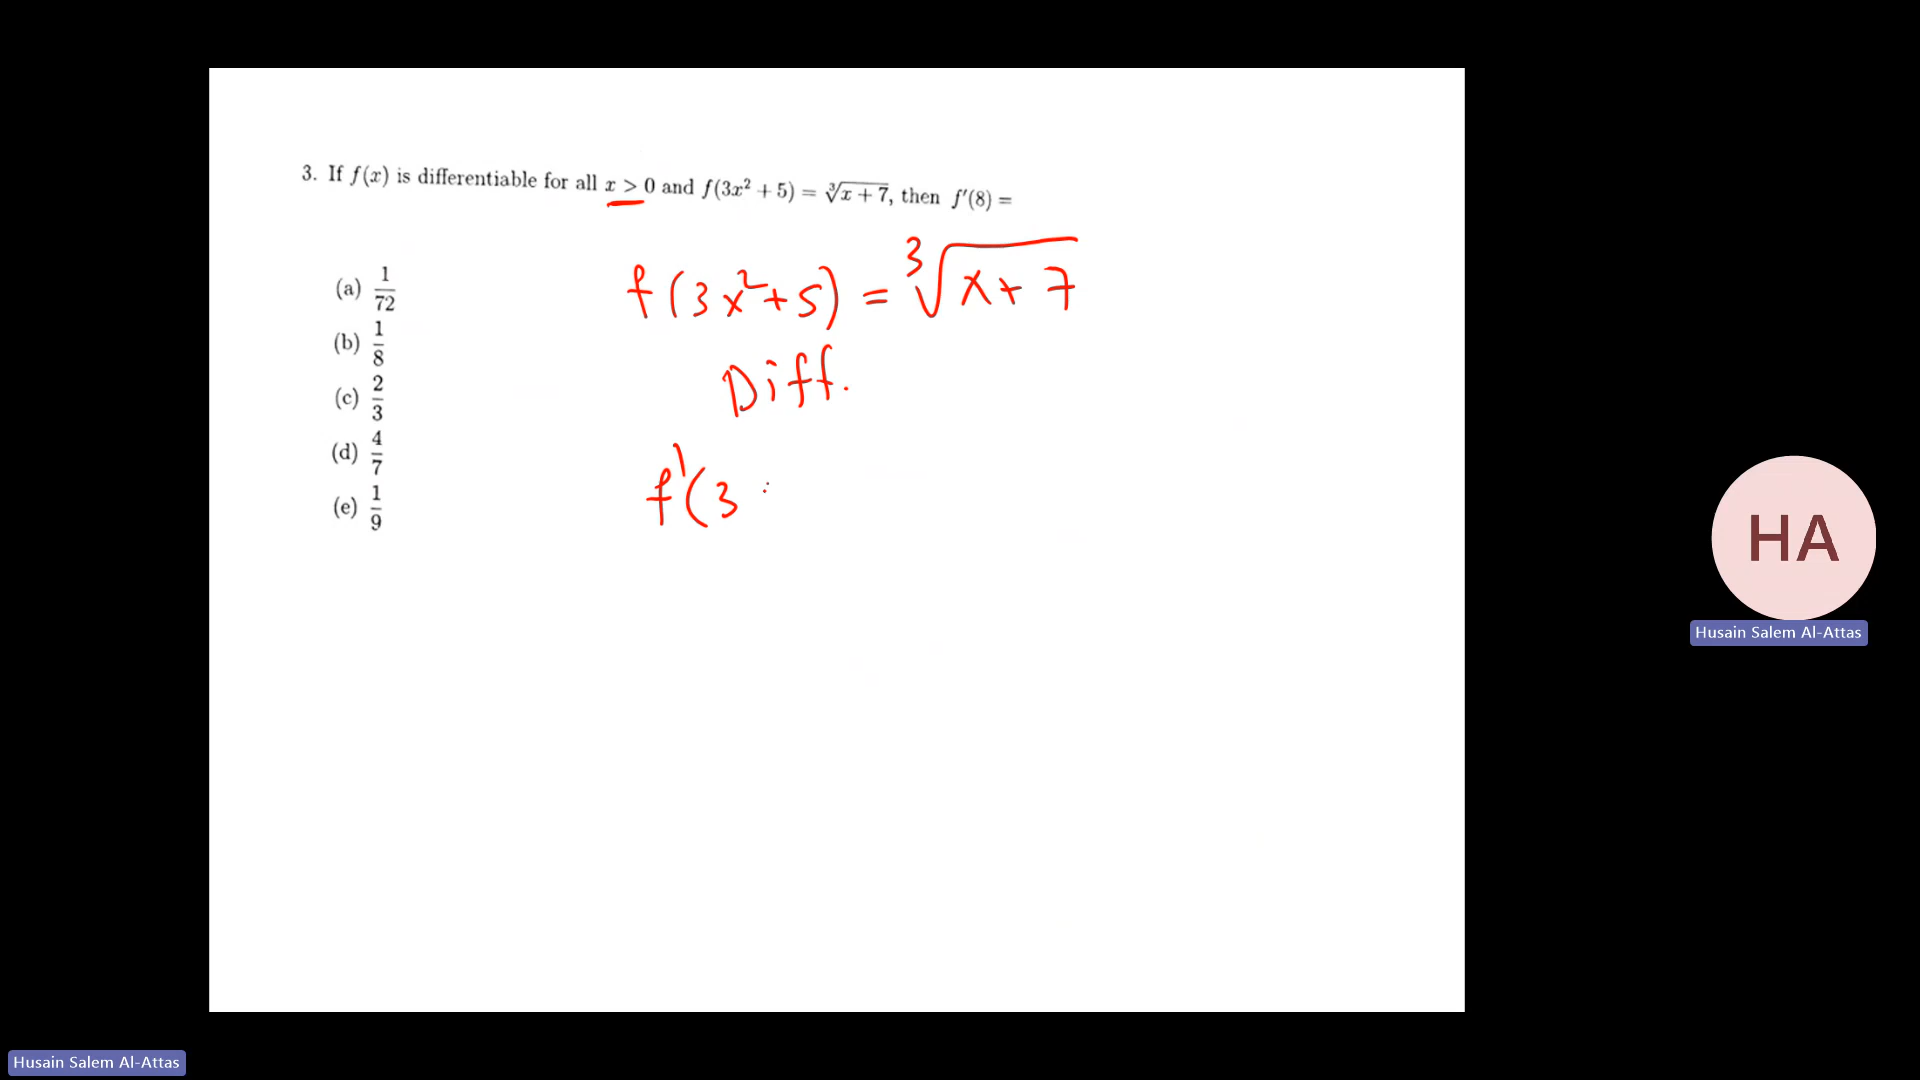 3. If f(x) is differentiable for all x > 0 and f(3x² + 5) = ∛(x + 7), then f′(8) =
(a) 1/72
(b) 1/8
(c) 2/3
(d) 4/7
(e) 1/9
f(3x²+5) = ∛(x+7)
Diff.
f'(3
HA
Husain Salem Al-Attas
Husain Salem Al-Attas